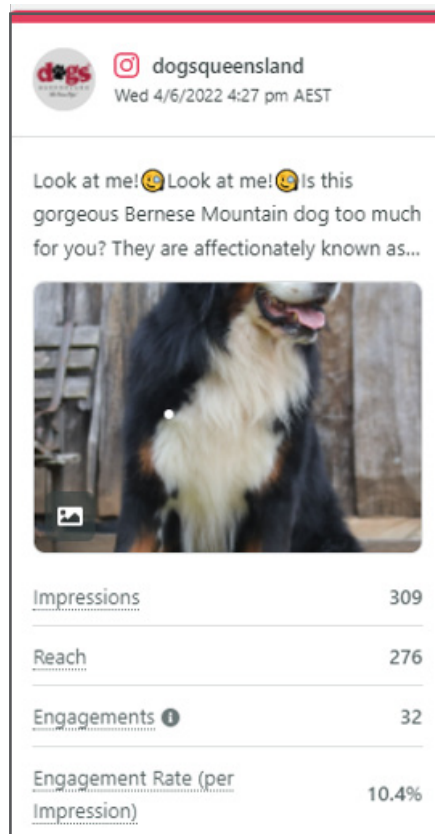 dogs
dogsqueensland
Wed 4/6/2022 4:27 pm AEST
Look at me!🧐Look at me!🧐Is this
gorgeous Bernese Mountain dog too much
for you? They are affectionately known as...
Impressions 309
Reach 276
Engagements 32
Engagement Rate (per
Impression) 10.4%